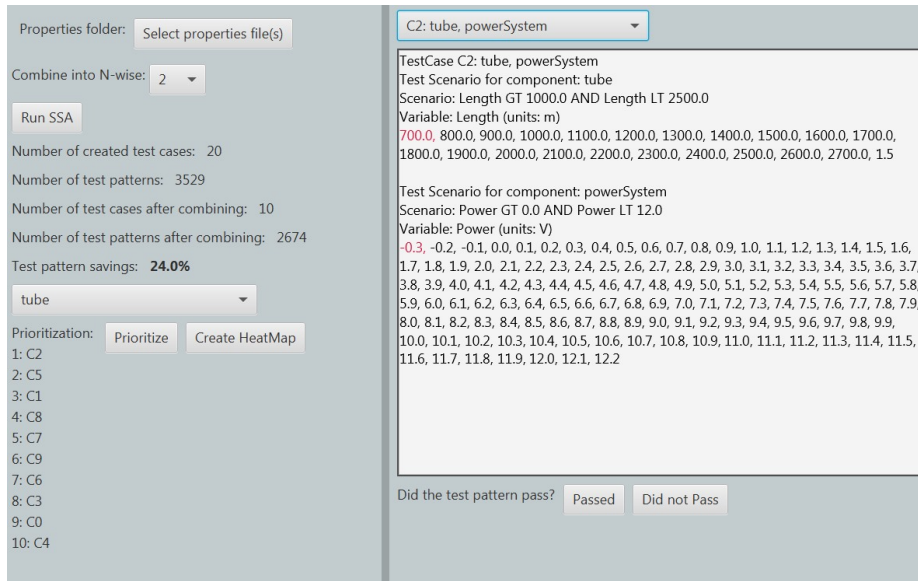 Properties folder: Select properties file(s)
Combine into N-wise: 2
Run SSA
Number of created test cases: 20
Number of test patterns: 3529
Number of test cases after combining: 10
Number of test patterns after combining: 2674
Test pattern savings: 24.0%
tube
Prioritization: Prioritize Create HeatMap
1: C2
2: C5
3: C1
4: C8
5: C7
6: C9
7: C6
8: C3
9: C0
10: C4
C2: tube, powerSystem
TestCase C2: tube, powerSystem
Test Scenario for component: tube
Scenario: Length GT 1000.0 AND Length LT 2500.0
Variable: Length (units: m)
700.0, 800.0, 900.0, 1000.0, 1100.0, 1200.0, 1300.0, 1400.0, 1500.0, 1600.0, 1700.0,
1800.0, 1900.0, 2000.0, 2100.0, 2200.0, 2300.0, 2400.0, 2500.0, 2600.0, 2700.0, 1.5
Test Scenario for component: powerSystem
Scenario: Power GT 0.0 AND Power LT 12.0
Variable: Power (units: V)
-0.3, -0.2, -0.1, 0.0, 0.1, 0.2, 0.3, 0.4, 0.5, 0.6, 0.7, 0.8, 0.9, 1.0, 1.1, 1.2, 1.3, 1.4, 1.5, 1.6,
1.7, 1.8, 1.9, 2.0, 2.1, 2.2, 2.3, 2.4, 2.5, 2.6, 2.7, 2.8, 2.9, 3.0, 3.1, 3.2, 3.3, 3.4, 3.5, 3.6, 3.7,
3.8, 3.9, 4.0, 4.1, 4.2, 4.3, 4.4, 4.5, 4.6, 4.7, 4.8, 4.9, 5.0, 5.1, 5.2, 5.3, 5.4, 5.5, 5.6, 5.7, 5.8,
5.9, 6.0, 6.1, 6.2, 6.3, 6.4, 6.5, 6.6, 6.7, 6.8, 6.9, 7.0, 7.1, 7.2, 7.3, 7.4, 7.5, 7.6, 7.7, 7.8, 7.9,
8.0, 8.1, 8.2, 8.3, 8.4, 8.5, 8.6, 8.7, 8.8, 8.9, 9.0, 9.1, 9.2, 9.3, 9.4, 9.5, 9.6, 9.7, 9.8, 9.9,
10.0, 10.1, 10.2, 10.3, 10.4, 10.5, 10.6, 10.7, 10.8, 10.9, 11.0, 11.1, 11.2, 11.3, 11.4, 11.5,
11.6, 11.7, 11.8, 11.9, 12.0, 12.1, 12.2
Did the test pattern pass? Passed Did not Pass